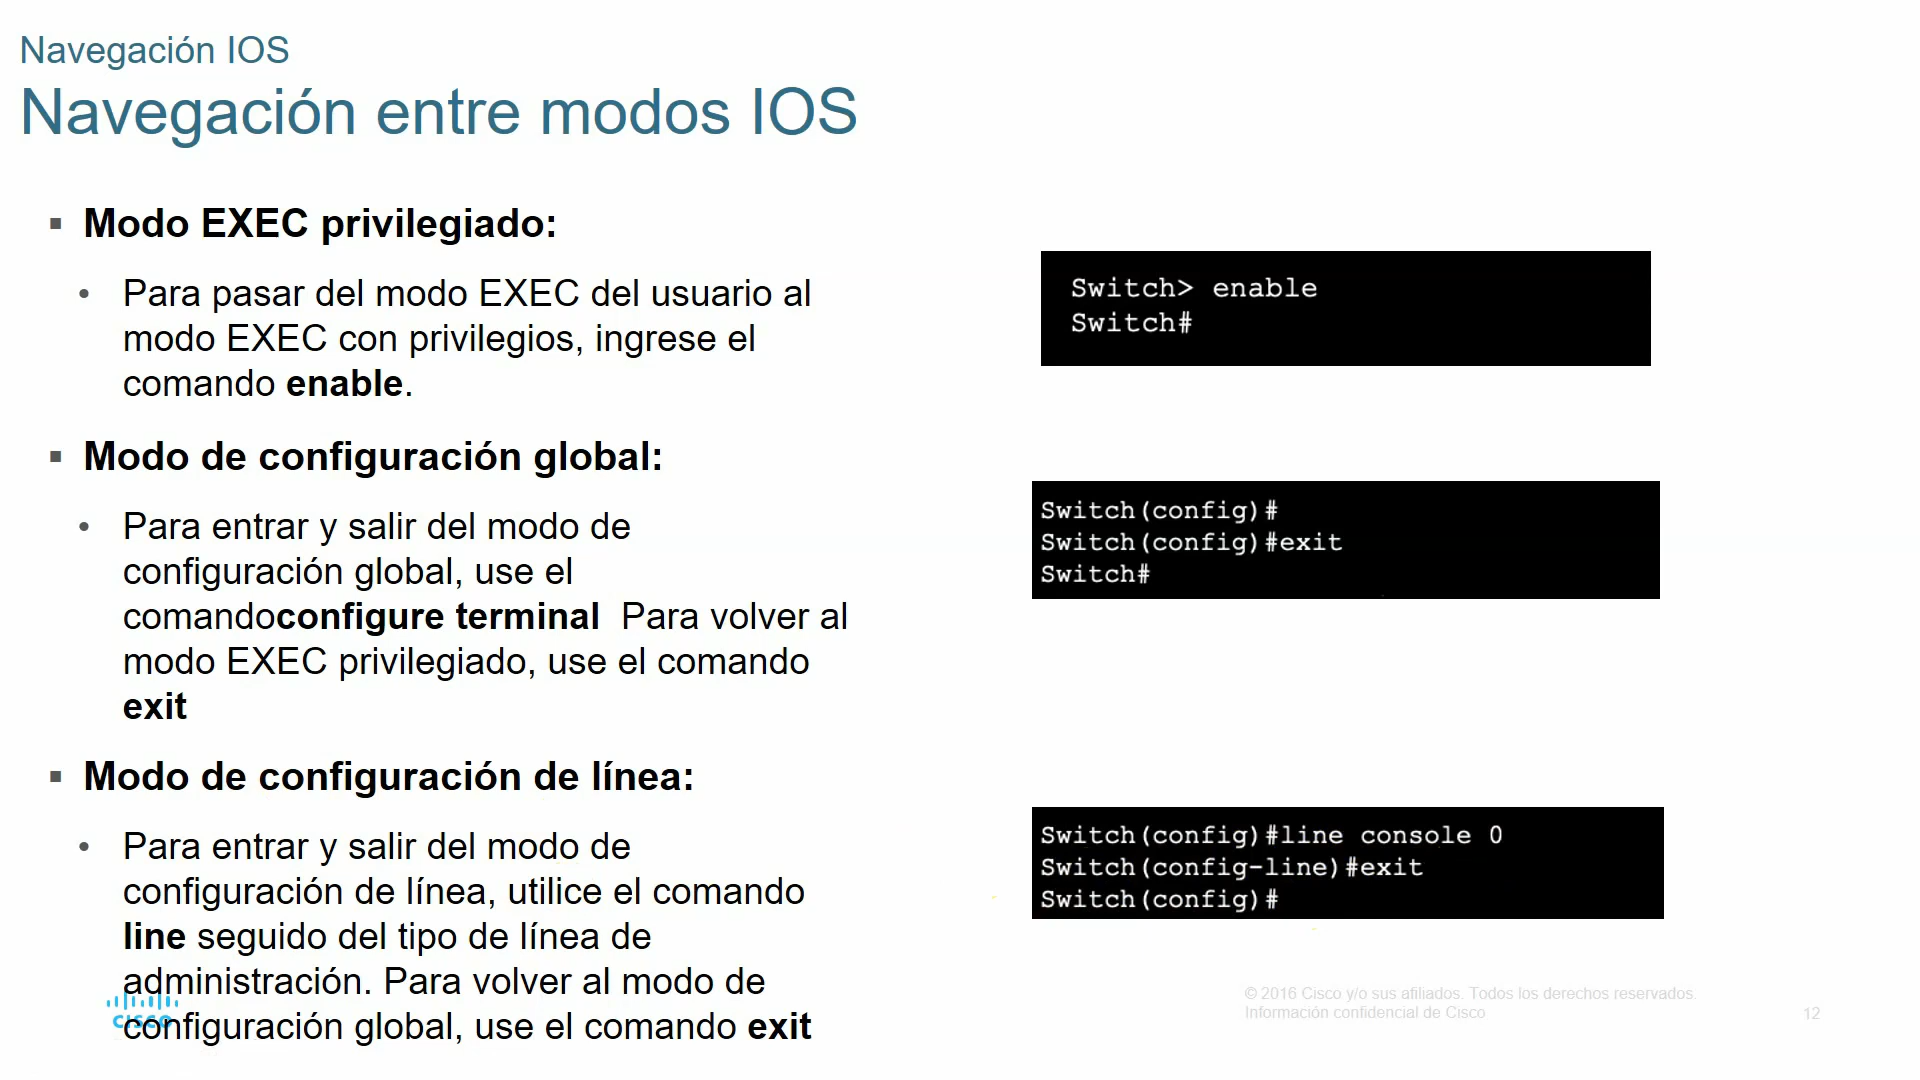 Navegación IOS
Navegación entre modos IOS
▪ Modo EXEC privilegiado:
• Para pasar del modo EXEC del usuario al
modo EXEC con privilegios, ingrese el
comando enable.
Switch> enable
Switch#
▪ Modo de configuración global:
• Para entrar y salir del modo de
configuración global, use el
comandoconfigure terminal  Para volver al
modo EXEC privilegiado, use el comando
exit
Switch(config)#
Switch(config)#exit
Switch#
▪ Modo de configuración de línea:
• Para entrar y salir del modo de
configuración de línea, utilice el comando
line seguido del tipo de línea de
administración. Para volver al modo de
configuración global, use el comando exit
Switch(config)#line console 0
Switch(config-line)#exit
Switch(config)#
CISCO
© 2016 Cisco y/o sus afiliados. Todos los derechos reservados.
Información confidencial de Cisco
12